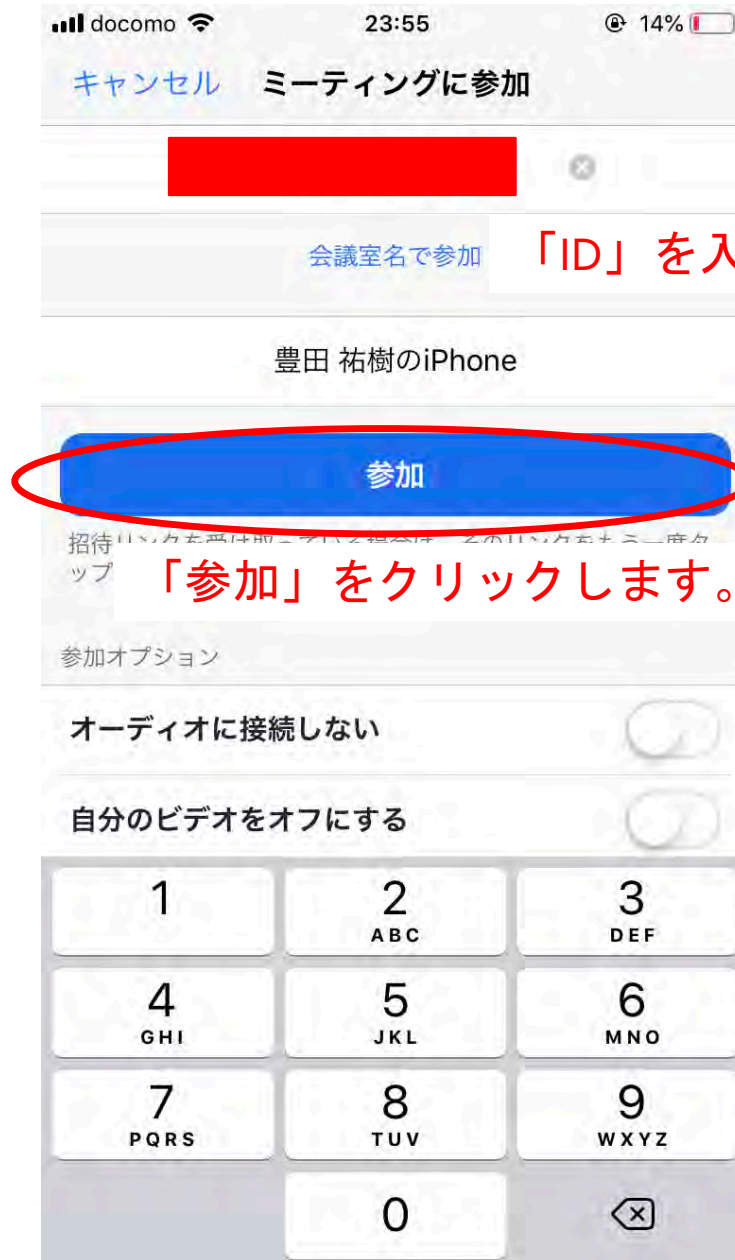 docomo 23:55 14%
キャンセル ミーティングに参加
会議室名で参加 「ID」を入
豊田 祐樹のiPhone
参加
招待リンクを受け取っている場合は、そのリンクをもう一度タ
ップ
「参加」をクリックします。
参加オプション
オーディオに接続しない
自分のビデオをオフにする
1 2 3
ABC DEF
4 5 6
GHI JKL MNO
7 8 9
PQRS TUV WXYZ
0